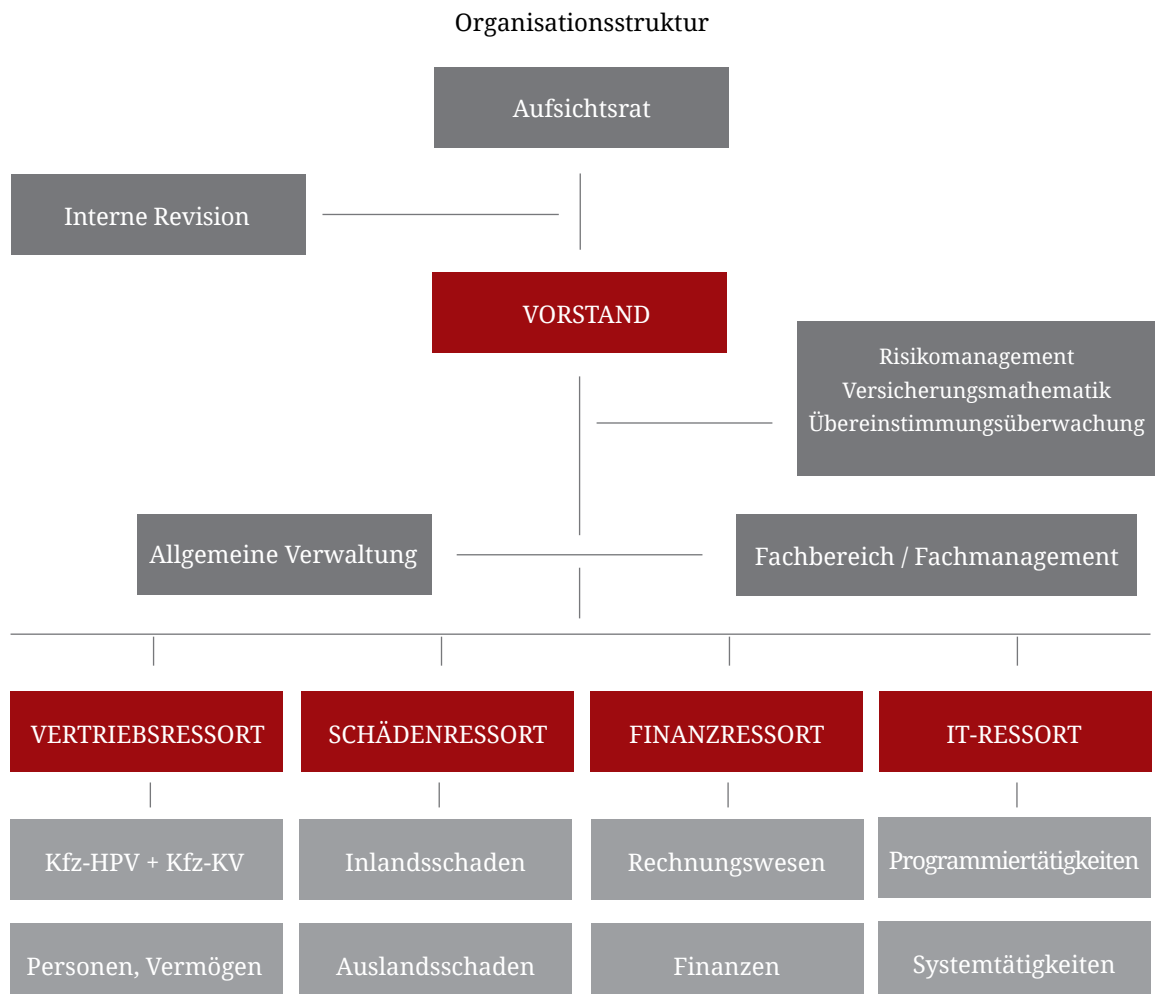 Organisationsstruktur
Aufsichtsrat
Interne Revision
VORSTAND
Risikomanagement
Versicherungsmathematik
Übereinstimmungsüberwachung
Allgemeine Verwaltung
Fachbereich / Fachmanagement
VERTRIEBSRESSORT
SCHÄDENRESSORT
FINANZRESSORT
IT-RESSORT
Kfz-HPV + Kfz-KV
Inlandsschaden
Rechnungswesen
Programmiertätigkeiten
Personen, Vermögen
Auslandsschaden
Finanzen
Systemtätigkeiten